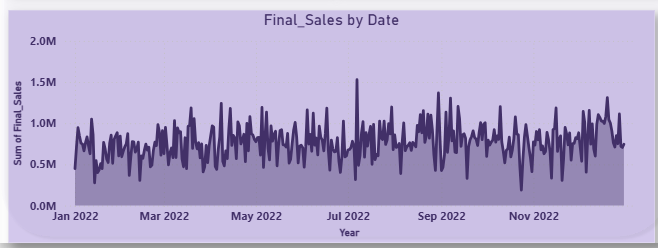 Final_Sales by Date
2.0M
1.5M
1.0M
0.5M
0.0M
Sum of Final_Sales
Jan 2022 Mar 2022 May 2022 Jul 2022 Sep 2022 Nov 2022
Year